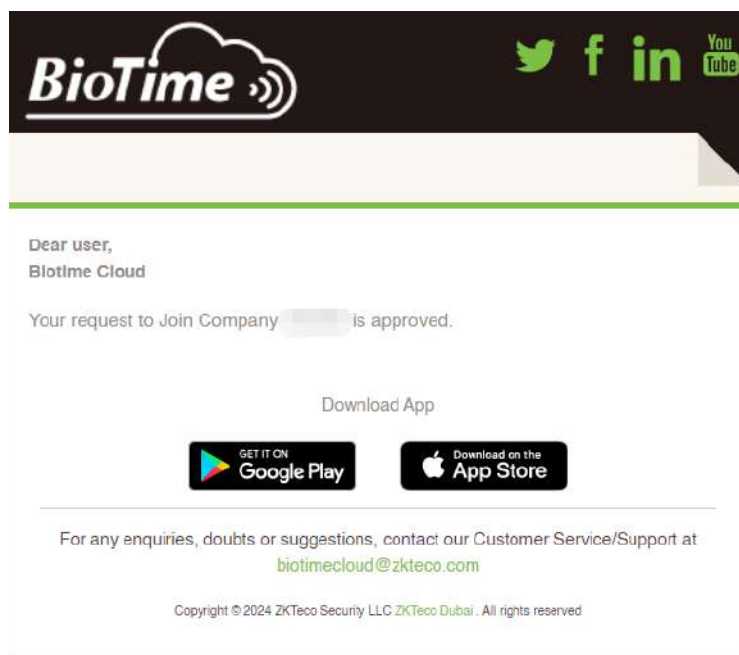 BioTime
You
Tube
Dear user,
Biotime Cloud
Your request to Join Company is approved.
Download App
GET IT ON
Google Play
Download on the
App Store
For any enquiries, doubts or suggestions, contact our Customer Service/Support at
biotimecloud@zkteco.com
Copyright © 2024 ZKTeco Security LLC ZKTeco Dubai . All rights reserved